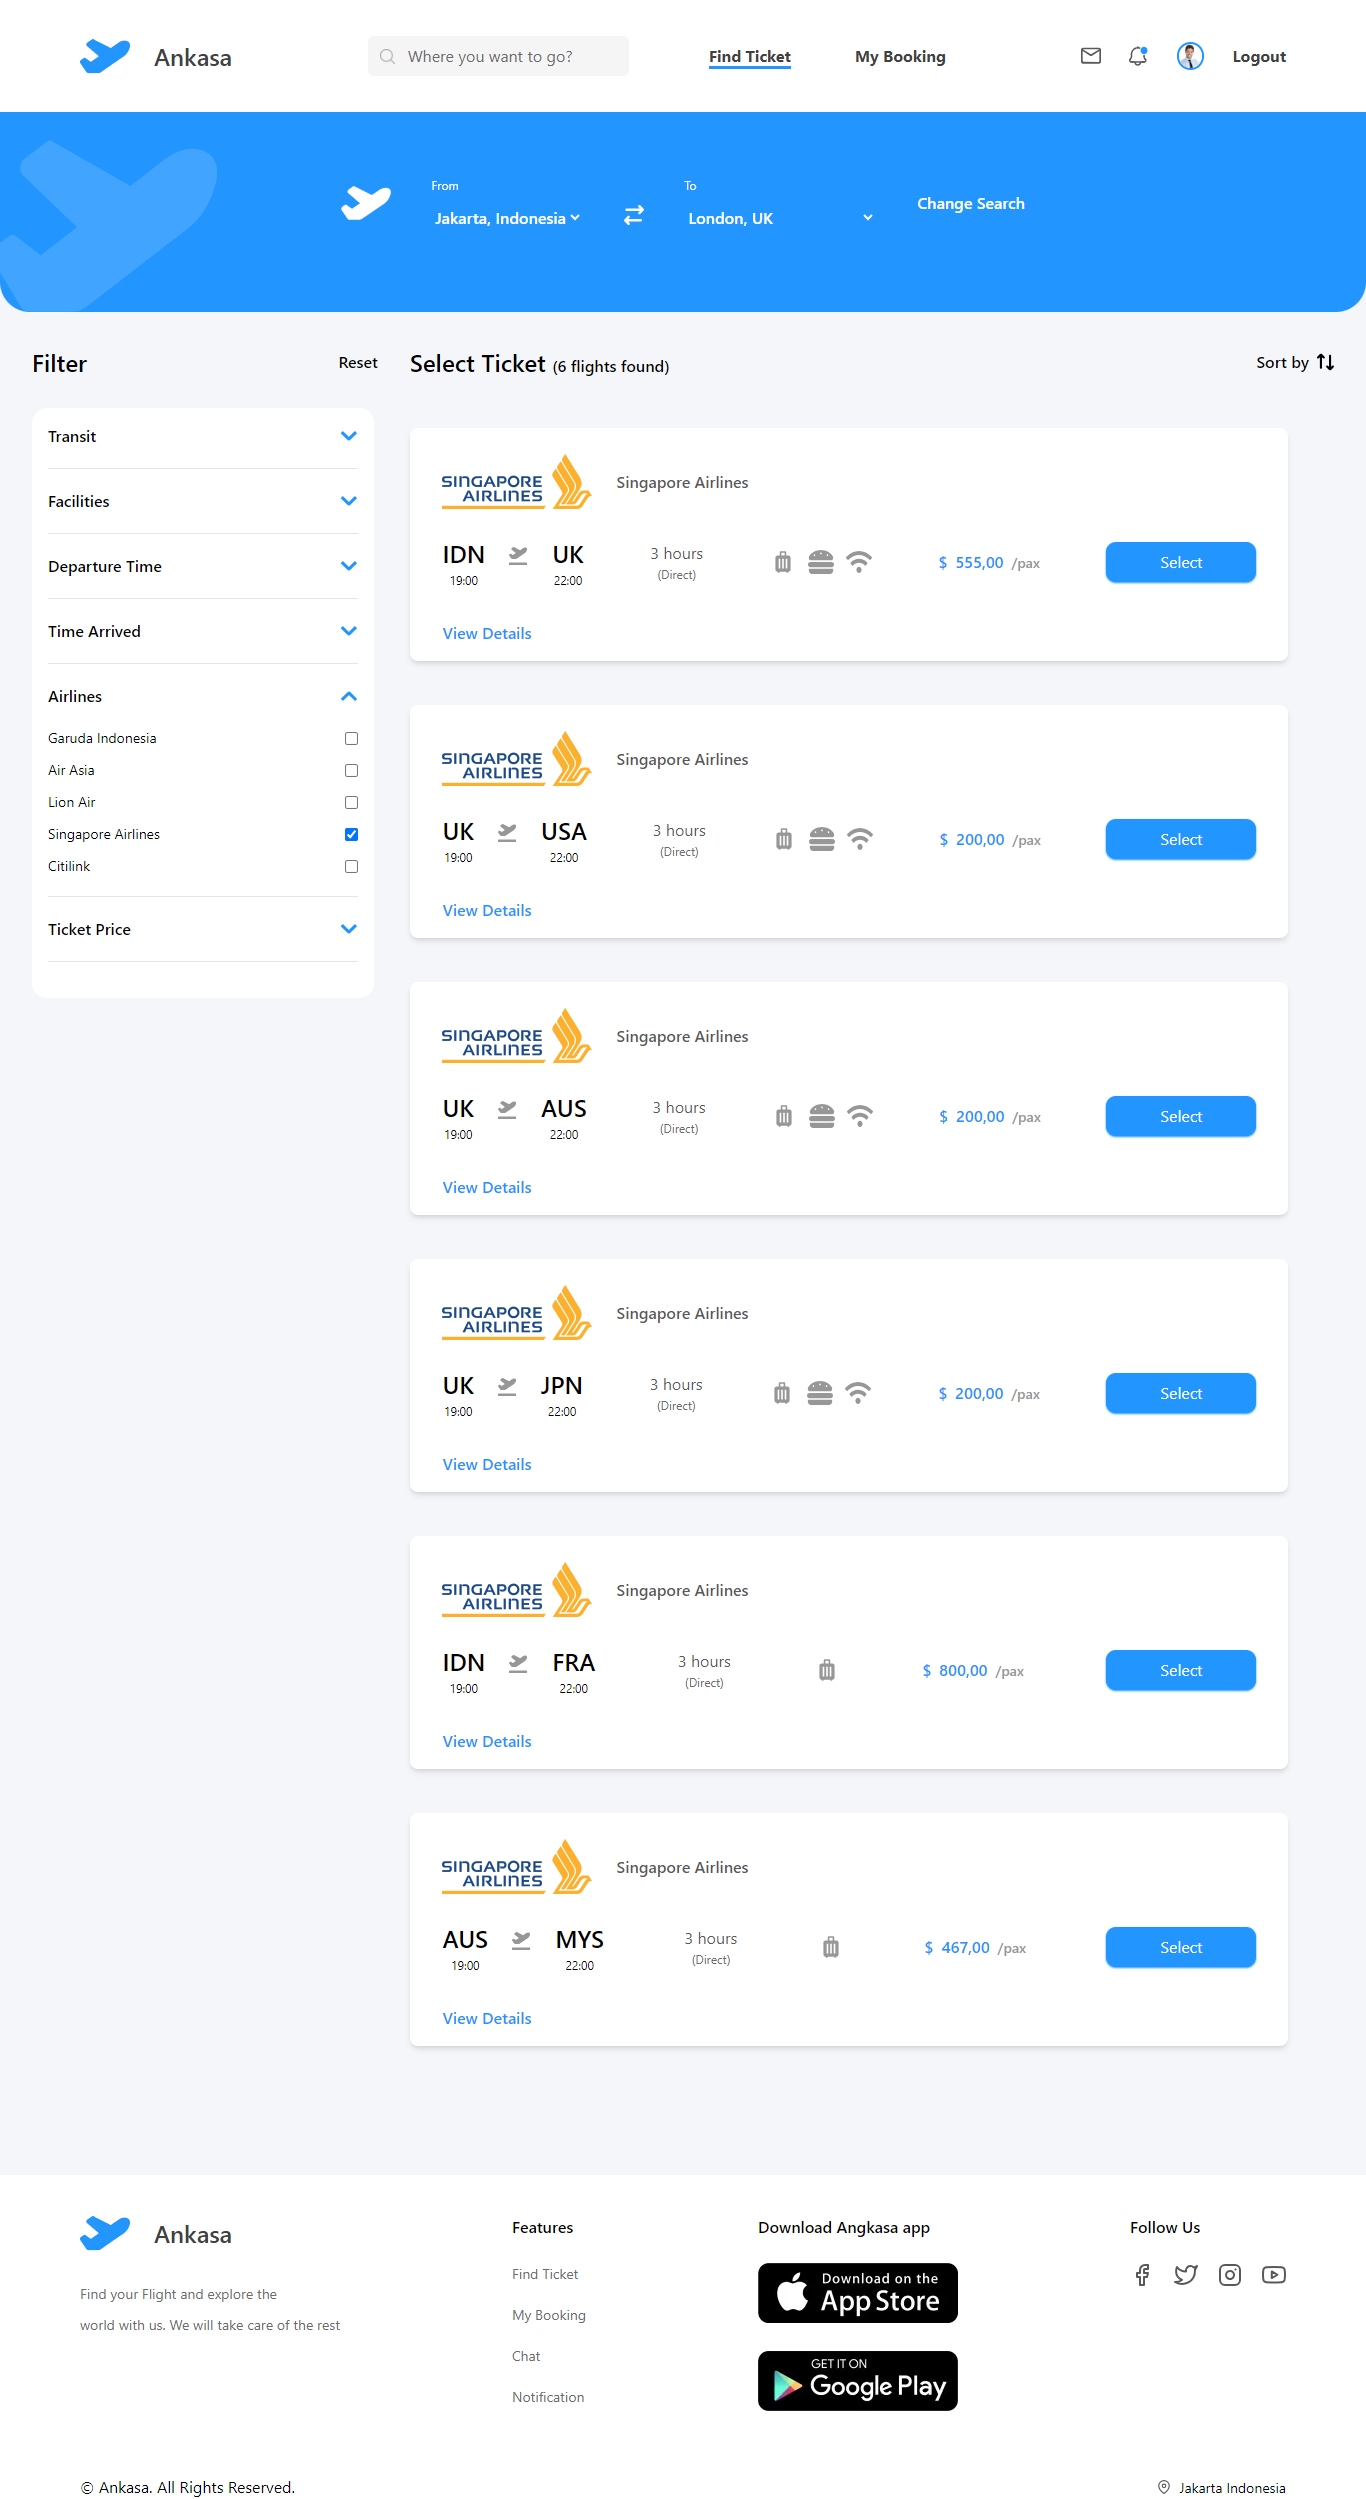 Ankasa
Where you want to go?
Find Ticket
My Booking
Logout
From
To
Jakarta, Indonesia
London, UK
Change Search
Filter
Reset
Select Ticket (6 flights found)
Sort by
Transit
Facilities
Departure Time
Time Arrived
Airlines
Garuda Indonesia
Air Asia
Lion Air
Singapore Airlines
Citilink
Ticket Price
SINGAPORE
AIRLINES
Singapore Airlines
IDN UK 3 hours $ 555,00 /pax Select
19:00 22:00 (Direct)
View Details
SINGAPORE
AIRLINES
Singapore Airlines
UK USA 3 hours $ 200,00 /pax Select
19:00 22:00 (Direct)
View Details
SINGAPORE
AIRLINES
Singapore Airlines
UK AUS 3 hours $ 200,00 /pax Select
19:00 22:00 (Direct)
View Details
SINGAPORE
AIRLINES
Singapore Airlines
UK JPN 3 hours $ 200,00 /pax Select
19:00 22:00 (Direct)
View Details
SINGAPORE
AIRLINES
Singapore Airlines
IDN FRA 3 hours $ 800,00 /pax Select
19:00 22:00 (Direct)
View Details
SINGAPORE
AIRLINES
Singapore Airlines
AUS MYS 3 hours $ 467,00 /pax Select
19:00 22:00 (Direct)
View Details
Ankasa
Find your Flight and explore the
world with us. We will take care of the rest
Features
Find Ticket
My Booking
Chat
Notification
Download Angkasa app
Download on the
App Store
GET IT ON
Google Play
Follow Us
© Ankasa. All Rights Reserved.
Jakarta Indonesia